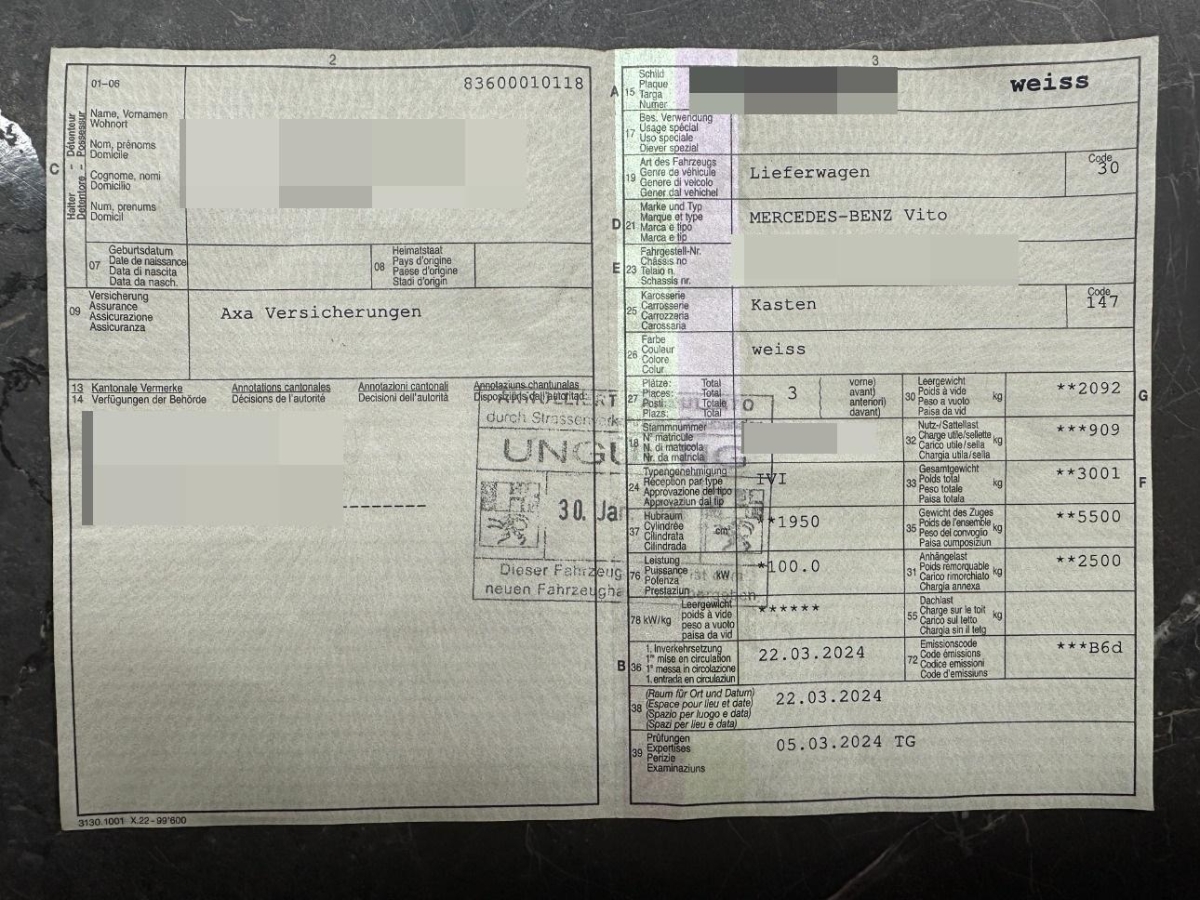 2
01-06
83600010118
C
Halter - Détenteur
Detentore - Possessur
Name, Vornamen
Wohnort
Nom, prénoms
Domicile
Cognome, nomi
Domicilio
Num, prenums
Domicil
07
Geburtsdatum
Date de naissance
Data di nascita
Data da nasch.
08
Heimatstaat
Pays d'origine
Paese d'origine
Stadi d'origin
09
Versicherung
Assurance
Assicurazione
Assicuranza
Axa Versicherungen
13 Kantonale Vermerke Annotations cantonales Annotazioni cantonali Annotaziuns chantunalas
14 Verfügungen der Behörde Décisions de l'autorité Decisioni dell'autorità Disposiziuns da l'autoritad:
durch Strassenverk
30. Jan
Dieser Fahrzeug
neuen Fahrzeugha
3130.1001 X.22-99'600
3
A
15
Schild
Plaque
Targa
Numer
weiss
17
Bes. Verwendung
Usage spécial
Uso speciale
Diever spezial
19
Art des Fahrzeugs
Genre de véhicule
Genere di veicolo
Gener dal vehichel
Lieferwagen
Code
30
D
21
Marke und Typ
Marque et type
Marca e tipo
Marca e tip
MERCEDES-BENZ Vito
E
23
Fahrgestell-Nr.
Châssis no
Telaio n.
Schassis nr.
25
Karosserie
Carrosserie
Carrozzeria
Carossaria
Kasten
Code
147
26
Farbe
Couleur
Colore
Colur
weiss
27
Plätze: Total
Places: Total
Posti: Totale
Plazs: Total
3
vorne)
avant)
anteriori)
davant)
30
Leergewicht
Poids à vide
Peso a vuoto
Paisa da vid
kg
**2092
G
18
Stammnummer
N° matricule
N. di matricola
Nr. da matricla
32
Nutz-/Sattellast
Charge utile/sellette
Carico utile/sella
Chargia utila/sella
kg
***909
24
Typengenehmigung
Réception par type
Approvazione del tipo
Approvaziun dal tip
IVI
33
Gesamtgewicht
Poids total
Peso totale
Paisa totala
kg
**3001
F
37
Hubraum
Cylindrée
Cilindrata
Cilindrada
cm³
**1950
35
Gewicht des Zuges
Poids de l'ensemble
Peso del convoglio
Paisa cumposiziun
kg
**5500
76
Leistung
Puissance
Potenza
Prestaziun
kW
*100.0
31
Anhängelast
Poids remorquable
Carico rimorchiato
Chargia annexa
kg
**2500
78 kW/kg
Leergewicht
poids à vide
peso a vuoto
paisa da vid
******
55
Dachlast
Charge sur le toit
Carico sul tetto
Chargia sin il tetg
kg
B
36
1. Inverkehrsetzung
1re mise en circulation
1a messa in circolazione
1. entrada en circulaziun
22.03.2024
72
Emissionscode
Code émissions
Codice emissioni
Code d'emissiuns
***B6d
38
(Raum für Ort und Datum)
(Espace pour lieu et date)
(Spazio per luogo e data)
(Spazi per lieu e data)
22.03.2024
39
Prüfungen
Expertises
Perizie
Examinaziuns
05.03.2024 TG